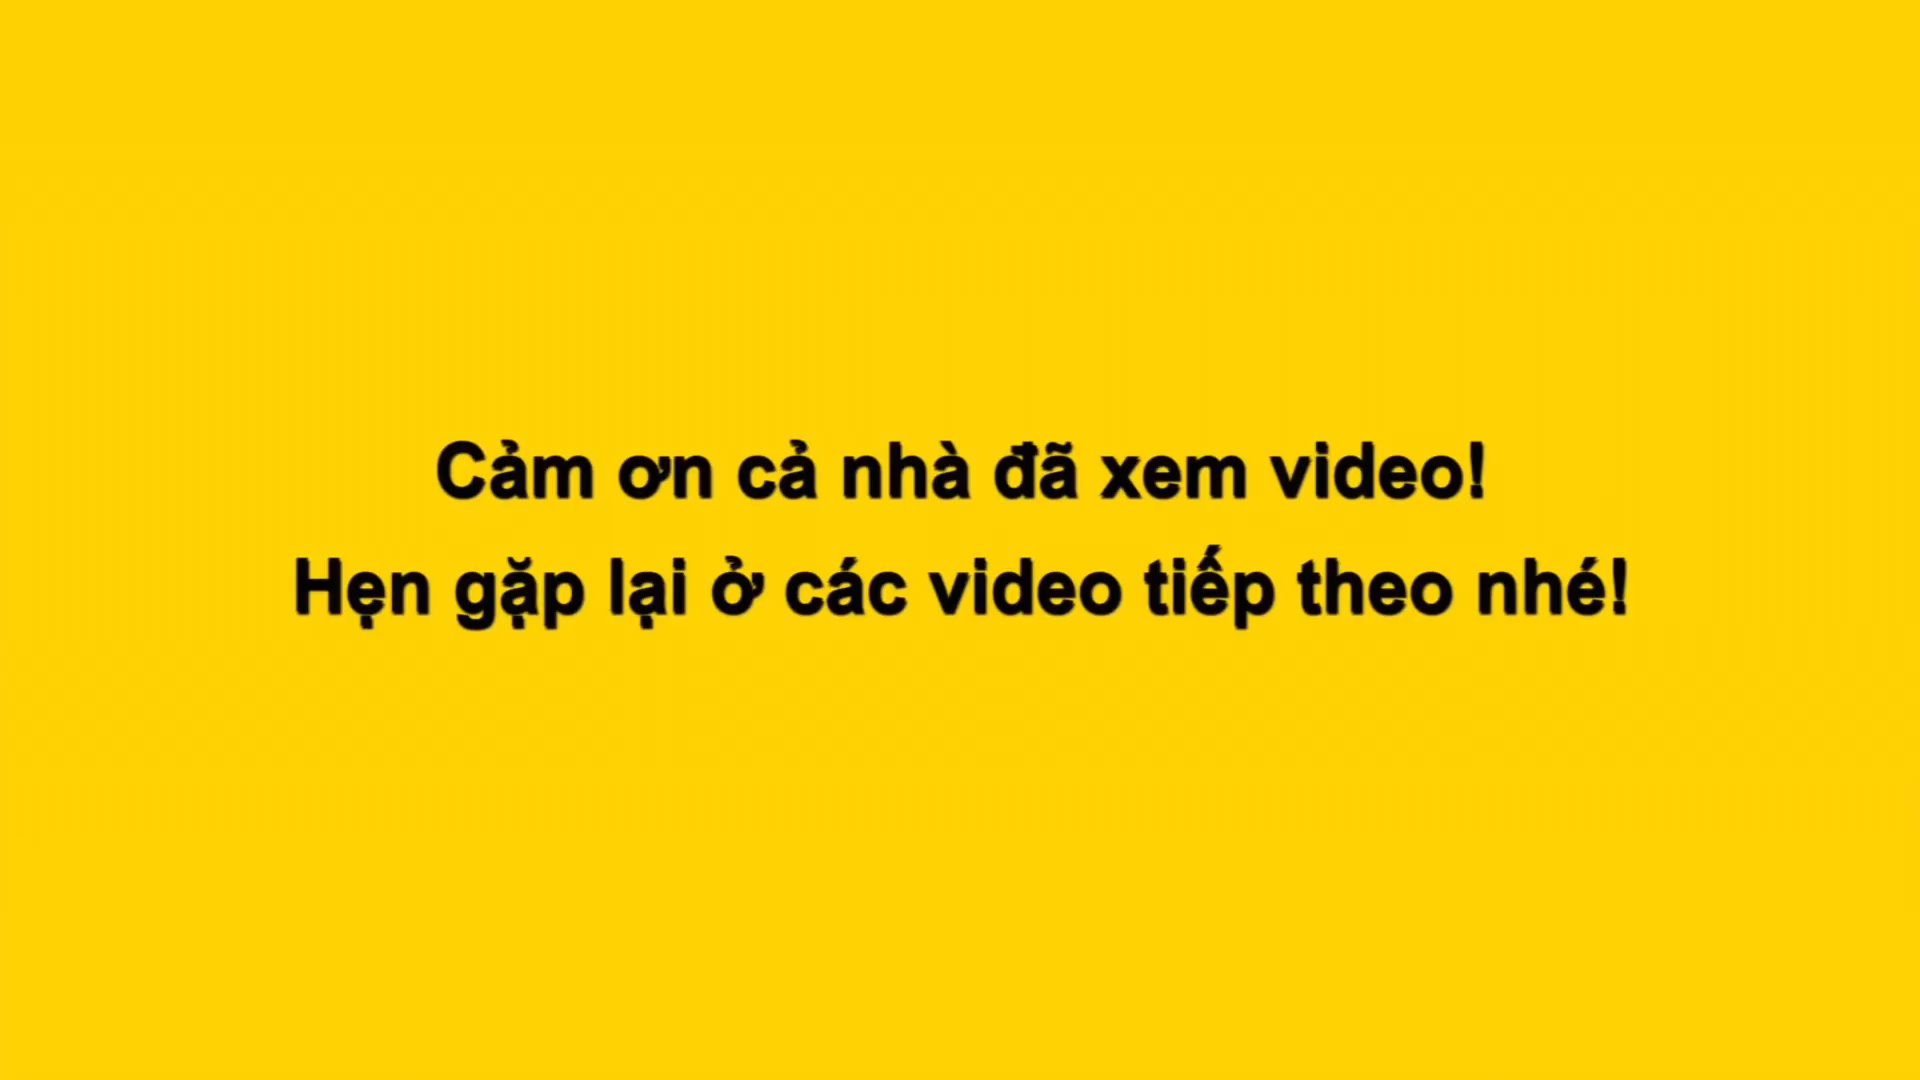 Cảm ơn cả nhà đã xem video!
Hẹn gặp lại ở các video tiếp theo nhé!